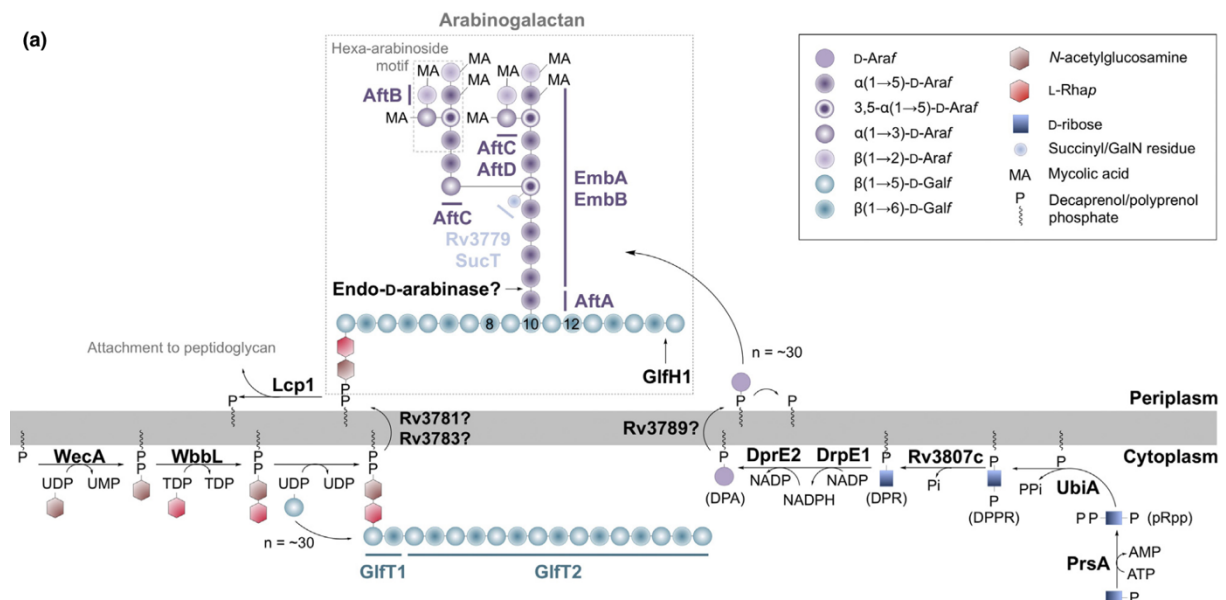 Arabinogalactan
(a)
Hexa-arabinoside
motif
MA
MA
MA
MA
MA
MA
AftB
MA
MA
AftC
AftD
EmbA
EmbB
AftC
Rv3779
SucT
Endo-D-arabinase?
AftA
8
10
12
GlfH1
D-Araf
α(1→5)-D-Araf
3,5-α(1→5)-D-Araf
α(1→3)-D-Araf
β(1→2)-D-Araf
β(1→5)-D-Galf
β(1→6)-D-Galf
N-acetylglucosamine
L-Rhap
D-ribose
Succinyl/GalN residue
MA
Mycolic acid
P
Decaprenol/polyprenol
phosphate
Attachment to peptidoglycan
Lcp1
P
P
P
n = ~30
P
P
Periplasm
Rv3781?
Rv3783?
Rv3789?
Cytoplasm
P
WecA
UDP
UMP
P
P
WbbL
TDP
TDP
P
P
UDP
UDP
n = ~30
P
P
GlfT1
GlfT2
P
(DPA)
DprE2
NADP
NADPH
DrpE1
NADP
P
(DPR)
Rv3807c
Pi
P
P
(DPPR)
P
PPi
UbiA
P P
P
(pRpp)
PrsA
AMP
ATP
P